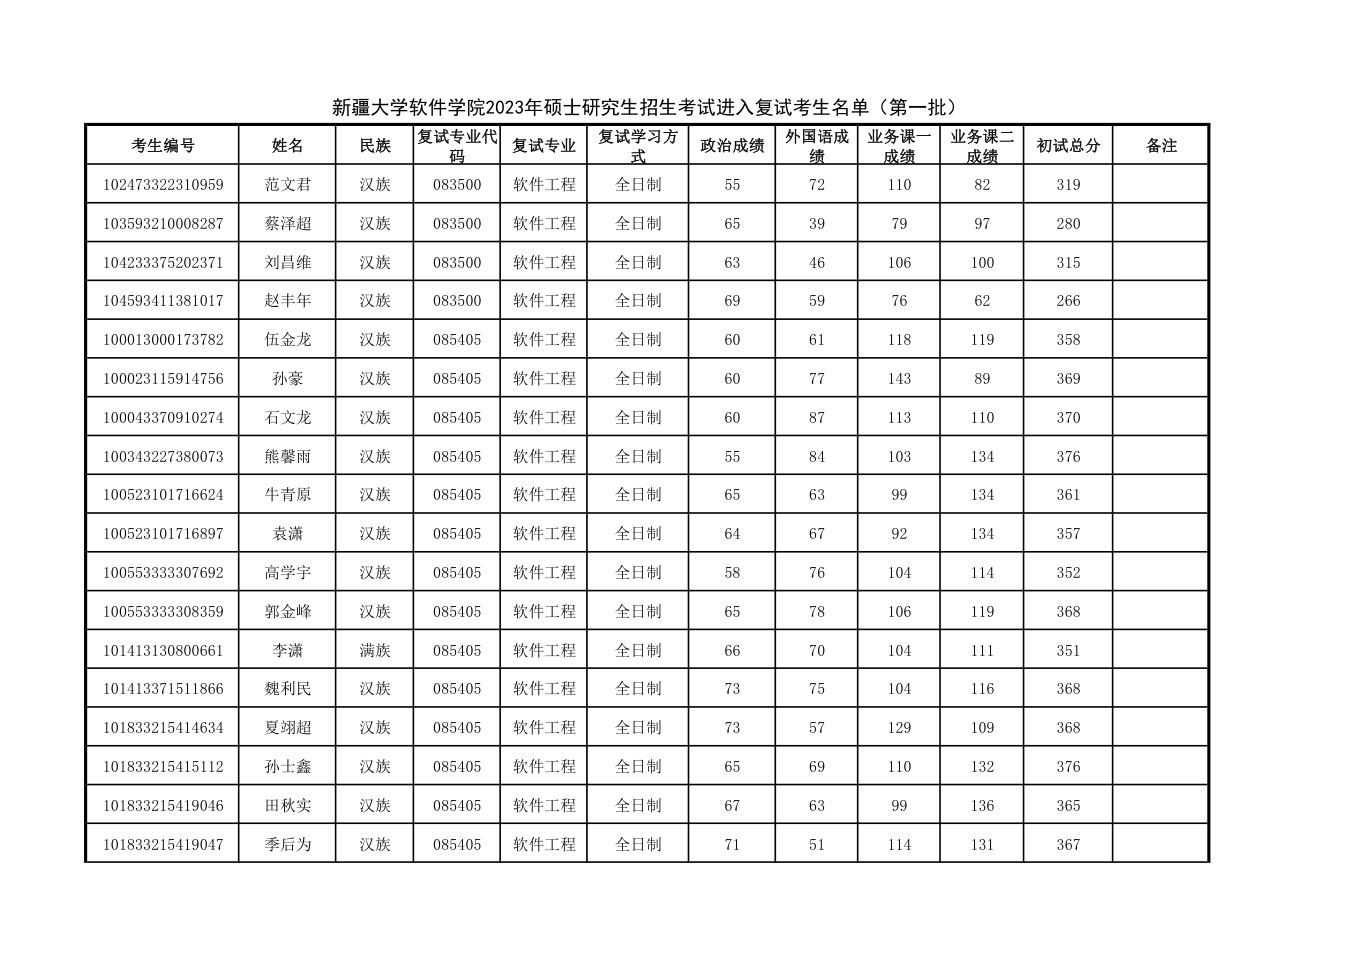 新疆大学软件学院2023年硕士研究生招生考试进入复试考生名单（第一批）
考生编号 姓名 民族 复试专业代码 复试专业 复试学习方式 政治成绩 外国语成绩 业务课一成绩 业务课二成绩 初试总分 备注
102473322310959 范文君 汉族 083500 软件工程 全日制 55 72 110 82 319
103593210008287 蔡泽超 汉族 083500 软件工程 全日制 65 39 79 97 280
104233375202371 刘昌维 汉族 083500 软件工程 全日制 63 46 106 100 315
104593411381017 赵丰年 汉族 083500 软件工程 全日制 69 59 76 62 266
100013000173782 伍金龙 汉族 085405 软件工程 全日制 60 61 118 119 358
100023115914756 孙豪 汉族 085405 软件工程 全日制 60 77 143 89 369
100043370910274 石文龙 汉族 085405 软件工程 全日制 60 87 113 110 370
100343227380073 熊馨雨 汉族 085405 软件工程 全日制 55 84 103 134 376
100523101716624 牛青原 汉族 085405 软件工程 全日制 65 63 99 134 361
100523101716897 袁潇 汉族 085405 软件工程 全日制 64 67 92 134 357
100553333307692 高学宇 汉族 085405 软件工程 全日制 58 76 104 114 352
100553333308359 郭金峰 汉族 085405 软件工程 全日制 65 78 106 119 368
101413130800661 李潇 满族 085405 软件工程 全日制 66 70 104 111 351
101413371511866 魏利民 汉族 085405 软件工程 全日制 73 75 104 116 368
101833215414634 夏翊超 汉族 085405 软件工程 全日制 73 57 129 109 368
101833215415112 孙士鑫 汉族 085405 软件工程 全日制 65 69 110 132 376
101833215419046 田秋实 汉族 085405 软件工程 全日制 67 63 99 136 365
101833215419047 季后为 汉族 085405 软件工程 全日制 71 51 114 131 367